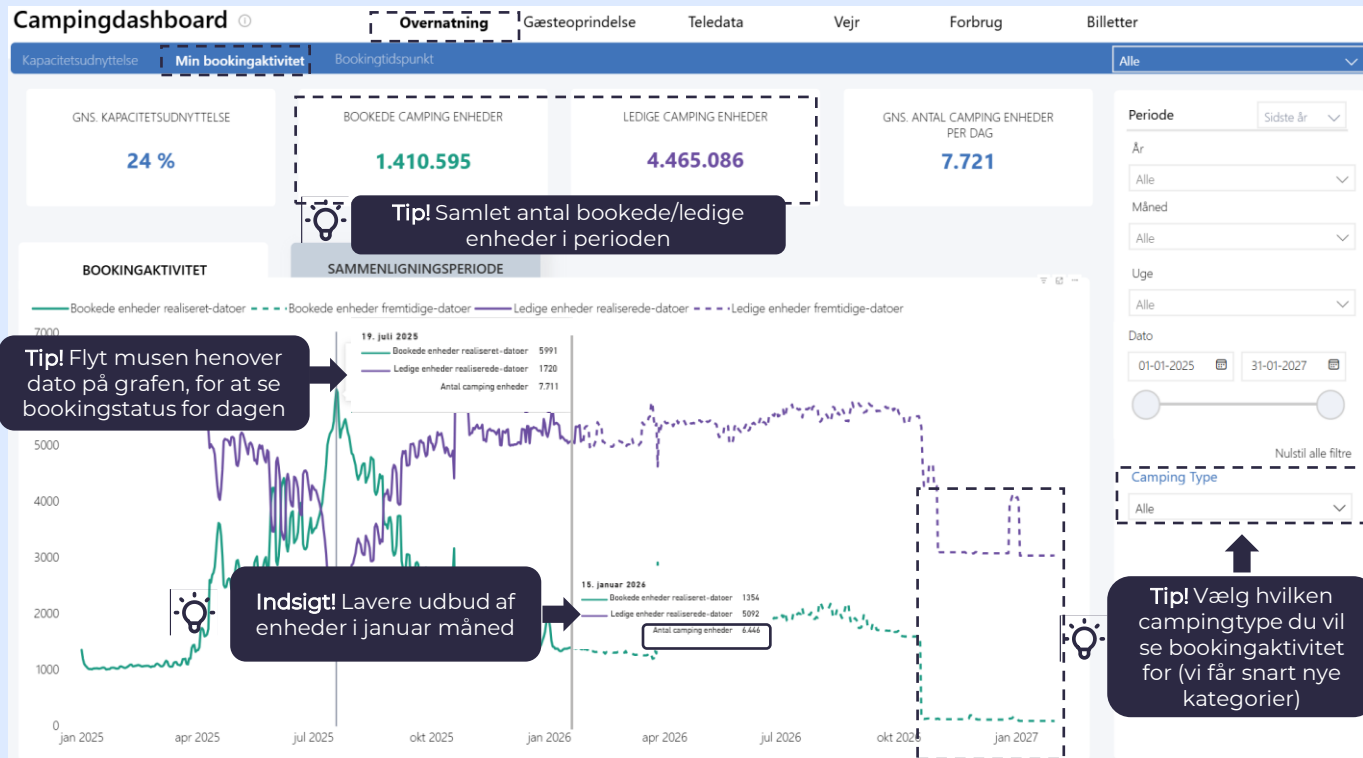 Campingdashboard
Overnatning Gæsteoprindelse Teledata Vejr Forbrug Billetter
Kapacitetsudnyttelse Min bookingaktivitet Bookingtidspunkt Alle
GNS. KAPACITETSUDNYTTELSE
24 %
BOOKEDE CAMPING ENHEDER
1.410.595
LEDIGE CAMPING ENHEDER
4.465.086
GNS. ANTAL CAMPING ENHEDER
PER DAG
7.721
Tip! Samlet antal bookede/ledige
enheder i perioden
Periode Sidste år
År
Alle
Måned
Alle
Uge
Alle
Dato
01-01-2025 31-01-2027
Nulstil alle filtre
Camping Type
Alle
Tip! Vælg hvilken
campingtype du vil
se bookingaktivitet
for (vi får snart nye
kategorier)
BOOKINGAKTIVITET SAMMENLIGNINGSPERIODE
Bookede enheder realiseret-datoer Bookede enheder fremtidige-datoer Ledige enheder realiserede-datoer Ledige enheder fremtidige-datoer
7000
Tip! Flyt musen henover
dato på grafen, for at se
bookingstatus for dagen
19. juli 2025
Bookede enheder realiseret-datoer 5991
Ledige enheder realiserede-datoer 1720
Antal camping enheder 7.711
5000
4000
3000
2000
1000
0
Indsigt! Lavere udbud af
enheder i januar måned
15. januar 2026
Bookede enheder realiseret-datoer 1354
Ledige enheder realiserede-datoer 5092
Antal camping enheder 6.446
jan 2025 apr 2025 jul 2025 okt 2025 jan 2026 apr 2026 jul 2026 okt 2026 jan 2027